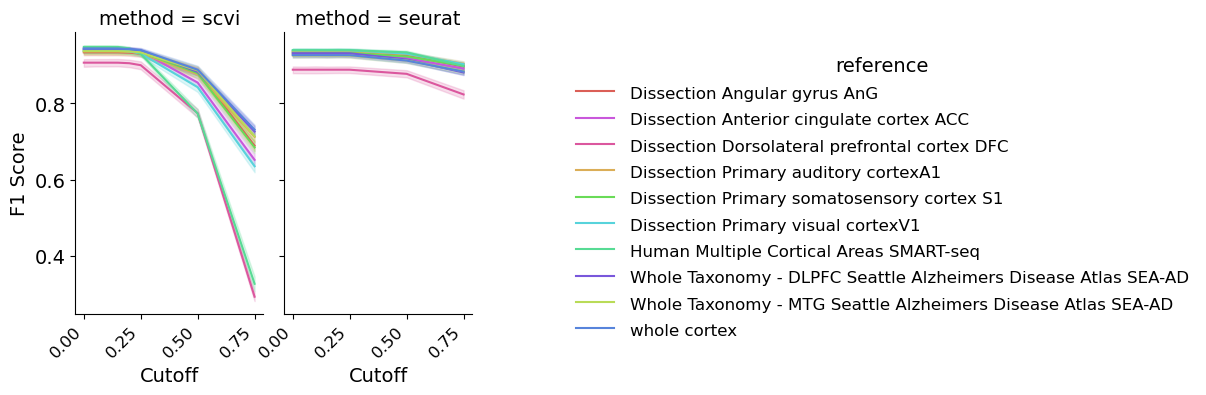 method = scvi
method = seurat
F1 Score
0.8
0.6
0.4
0.00
0.25
0.50
0.75
Cutoff
0.00
0.25
0.50
0.75
Cutoff
reference
Dissection Angular gyrus AnG
Dissection Anterior cingulate cortex ACC
Dissection Dorsolateral prefrontal cortex DFC
Dissection Primary auditory cortexA1
Dissection Primary somatosensory cortex S1
Dissection Primary visual cortexV1
Human Multiple Cortical Areas SMART-seq
Whole Taxonomy - DLPFC Seattle Alzheimers Disease Atlas SEA-AD
Whole Taxonomy - MTG Seattle Alzheimers Disease Atlas SEA-AD
whole cortex